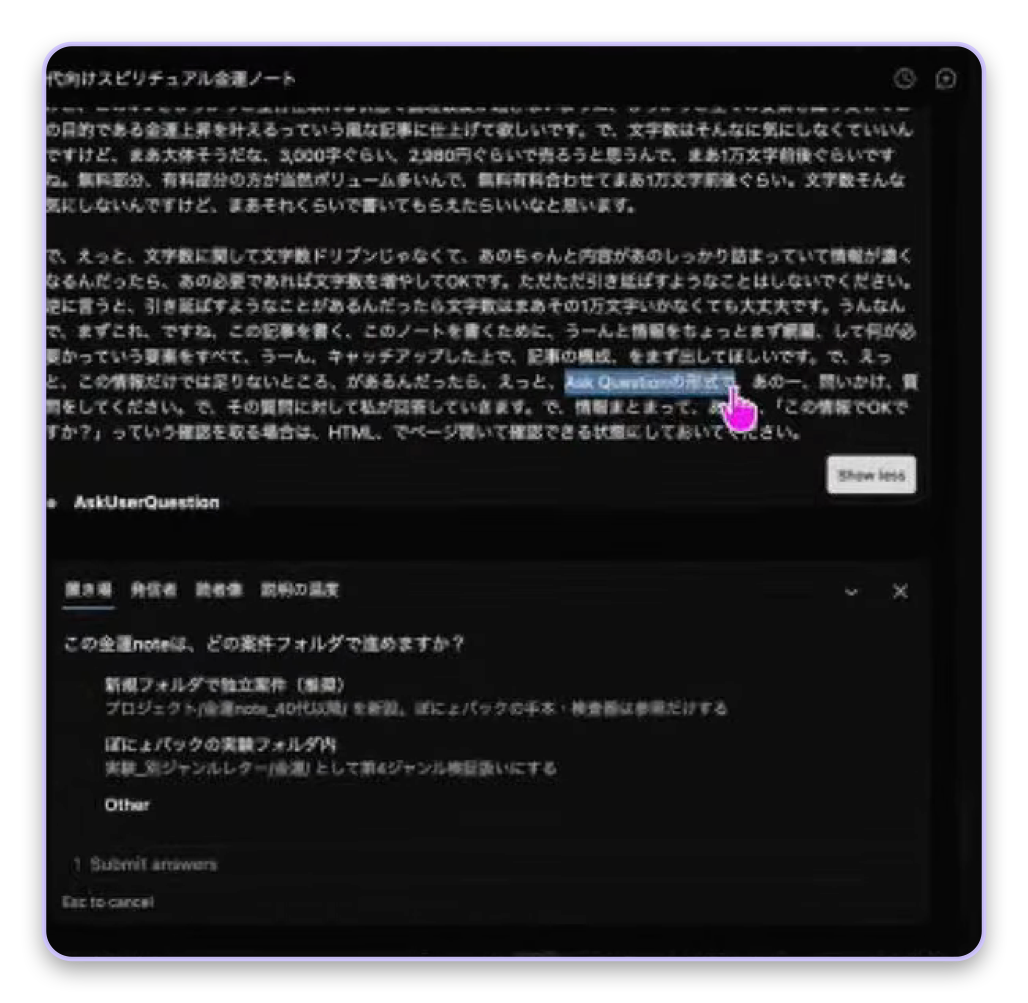 代向けスピリチュアル金運ノート
の目的である金運上昇を叶えるっていう風な記事に仕上げて欲しいです。で、文字数はそんなに気にしなくていいん
ですけど、まあ大体そうだな、3,000字ぐらい、2,980円ぐらいで売ろうと思うんで、まあ1万文字前後ぐらいです
ね。無料部分、有料部分の方が当然ボリューム多いんで、無料有料合わせてまあ1万文字前後ぐらい。文字数そんな
気にしないんですけど、まあそれくらいで書いてもらえたらいいなと思います。
で、えっと、文字数に関して文字数ドリブンじゃなくて、あのちゃんと内容があのしっかり詰まっていて情報が濃く
なるんだったら、あの必要であれば文字数を増やしてOKです。ただただ引き延ばすようなことはしないでください。
逆に言うと、引き延ばすようなことがあるんだったら文字数はまあその1万文字いかなくても大丈夫です。うんなん
で、まずこれ、ですね、この記事を書く、このノートを書くために、うーんと情報をちょっとまず網羅、して何が必
要かっていう要素をすべて、うーん、キャッチアップした上で、記事の構成、をまず出してほしいです。で、えっ
と、この情報だけでは足りないところ、があるんだったら、えっと、Ask Questionの形式で、あのー、問いかけ、質
問をしてください。で、その質問に対して私が回答していきます。で、情報まとまって、「この情報でOKで
すか?」っていう確認を取る場合は、HTML、でページ開いて確認できる状態にしておいてください。
Show less
AskUserQuestion
置き場 発信者 読者像 説明の温度
この金運noteは、どの案件フォルダで進めますか?
新規フォルダで独立案件(推奨)
プロジェクト/金運note_40代以降/ を新設。ぽにょパックの手本・検査器は参照だけする
ぽにょパックの実験フォルダ内
実験_別ジャンルレター/金運/ として第4ジャンル検証扱いにする
Other
1 Submit answers
Esc to cancel